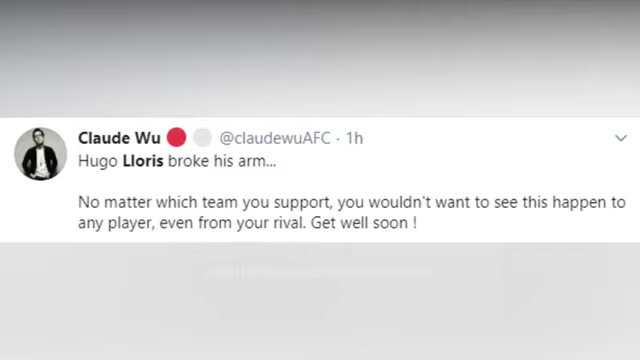 Claude Wu 🔴 ⚪ @claudewuAFC · 1h
Hugo Lloris broke his arm...
No matter which team you support, you wouldn't want to see this happen to
any player, even from your rival. Get well soon !